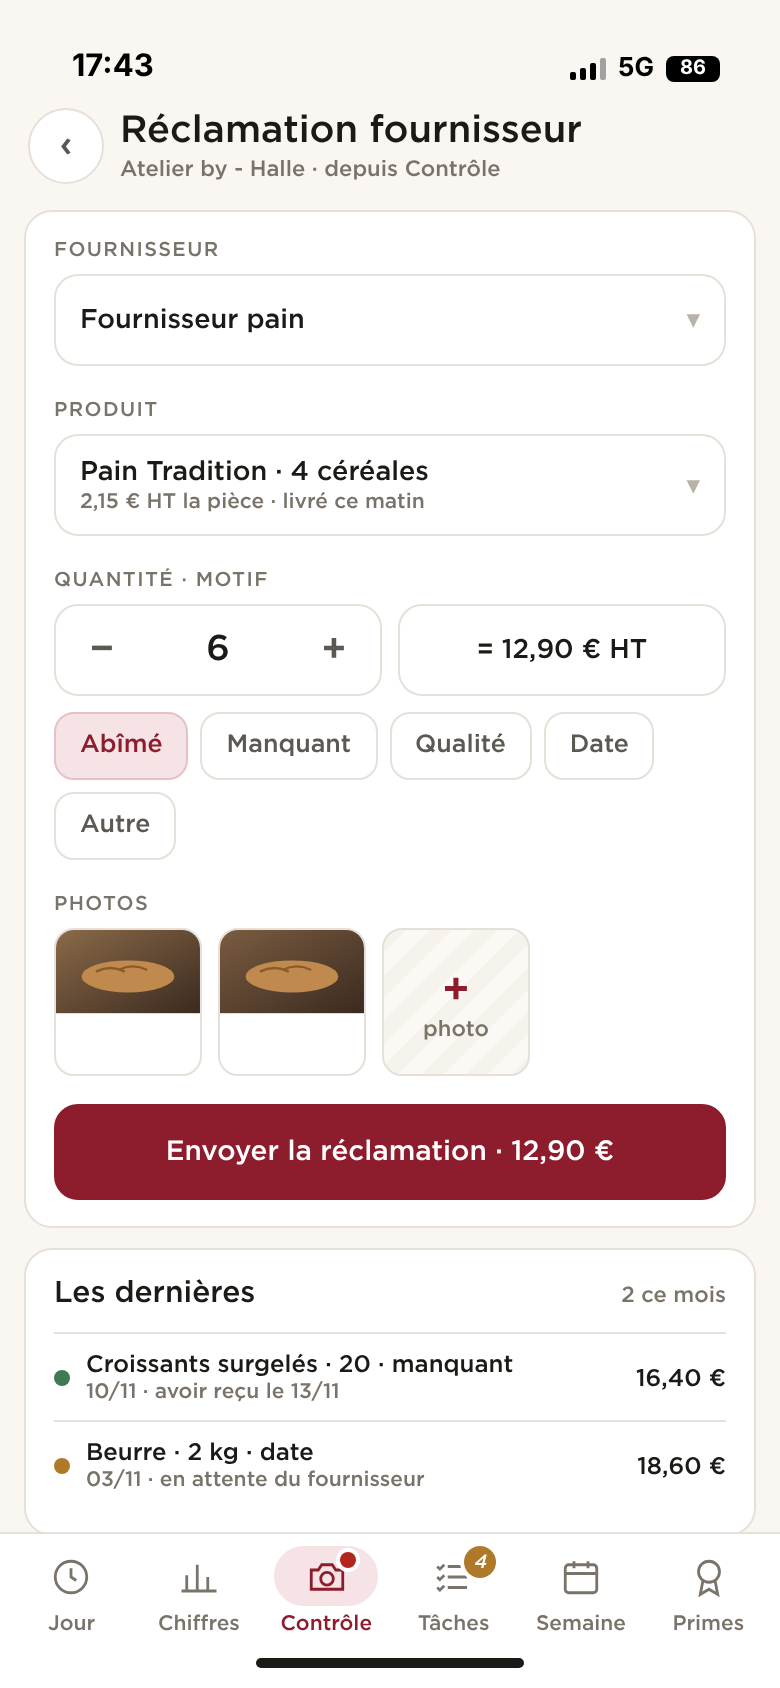 17:43
5G 86
‹
Réclamation fournisseur
Atelier by - Halle · depuis Contrôle
FOURNISSEUR
Fournisseur pain ▼
PRODUIT
Pain Tradition · 4 céréales ▼
2,15 € HT la pièce · livré ce matin
QUANTITÉ · MOTIF
− 6 + = 12,90 € HT
Abîmé Manquant Qualité Date
Autre
PHOTOS
+
photo
Envoyer la réclamation · 12,90 €
Les dernières 2 ce mois
Croissants surgelés · 20 · manquant 16,40 €
10/11 · avoir reçu le 13/11
Beurre · 2 kg · date 18,60 €
03/11 · en attente du fournisseur
4
Jour Chiffres Contrôle Tâches Semaine Primes